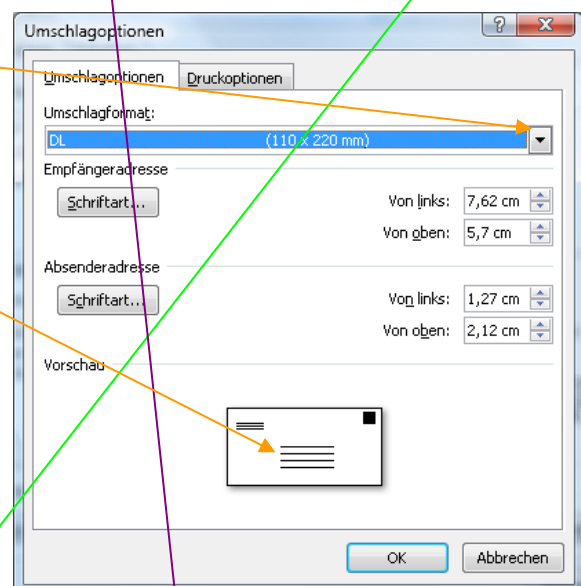 Umschlagoptionen
Umschlagoptionen Druckoptionen
Umschlagformat:
DL (110 x 220 mm)
Empfängeradresse
Schriftart... Von links: 7,62 cm
Von oben: 5,7 cm
Absenderadresse
Schriftart... Von links: 1,27 cm
Von oben: 2,12 cm
Vorschau
OK Abbrechen